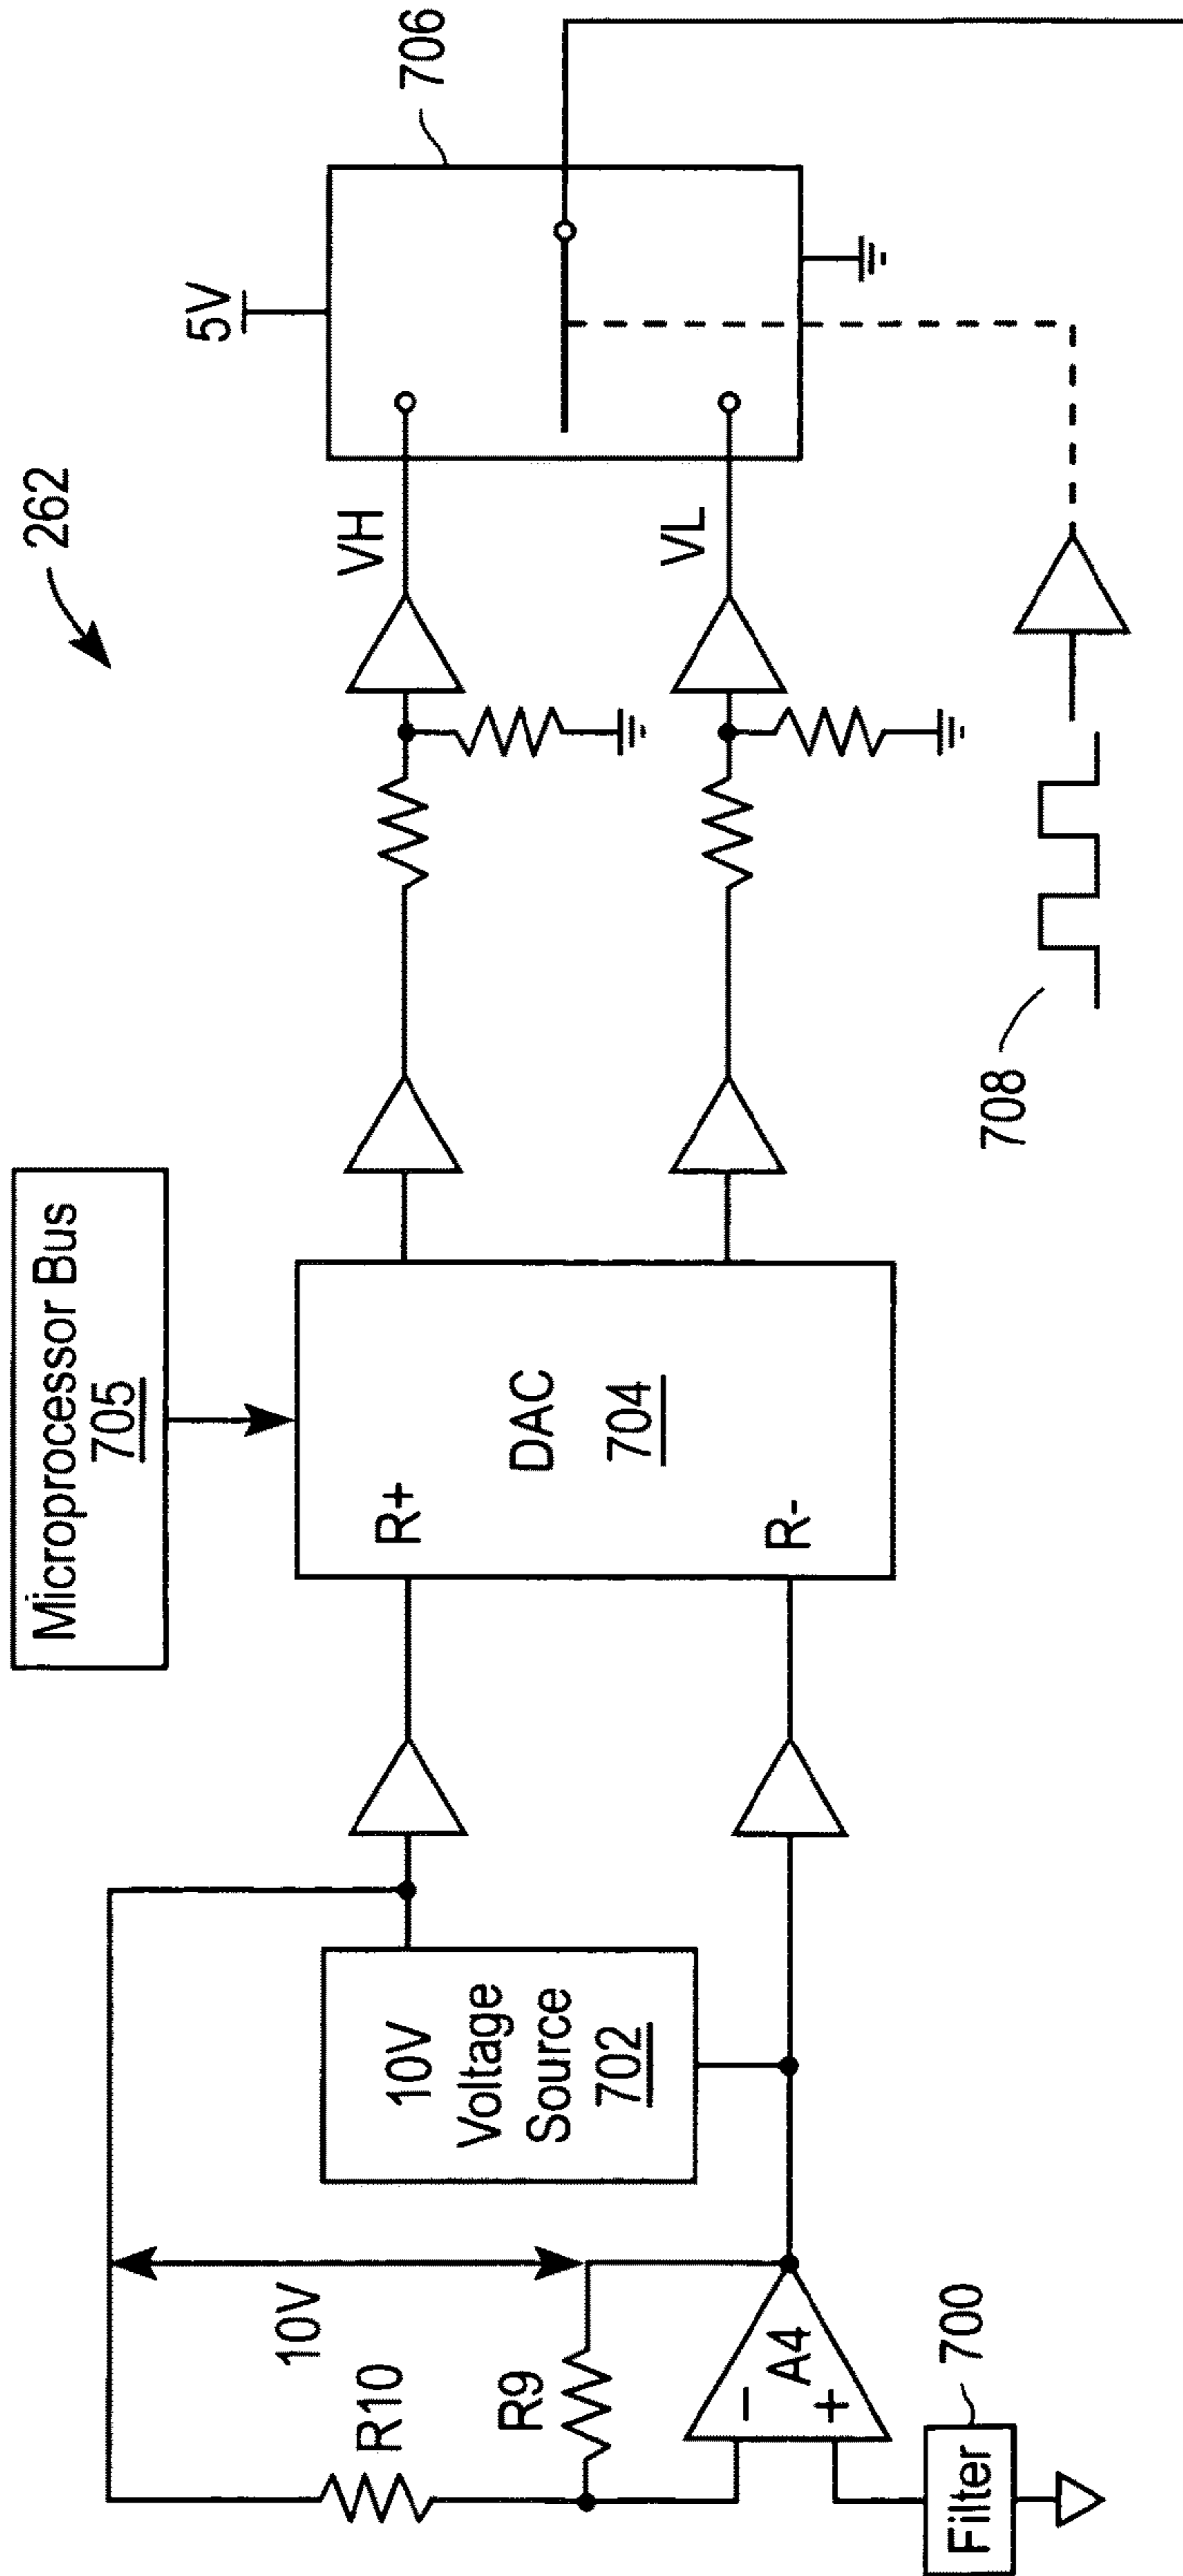 262
Microprocessor Bus
705
5V
706
VH
VL
R+
R-
DAC
704
10V
Voltage
Source
702
10V
R10
R9
−
+
A4
Filter
700
708